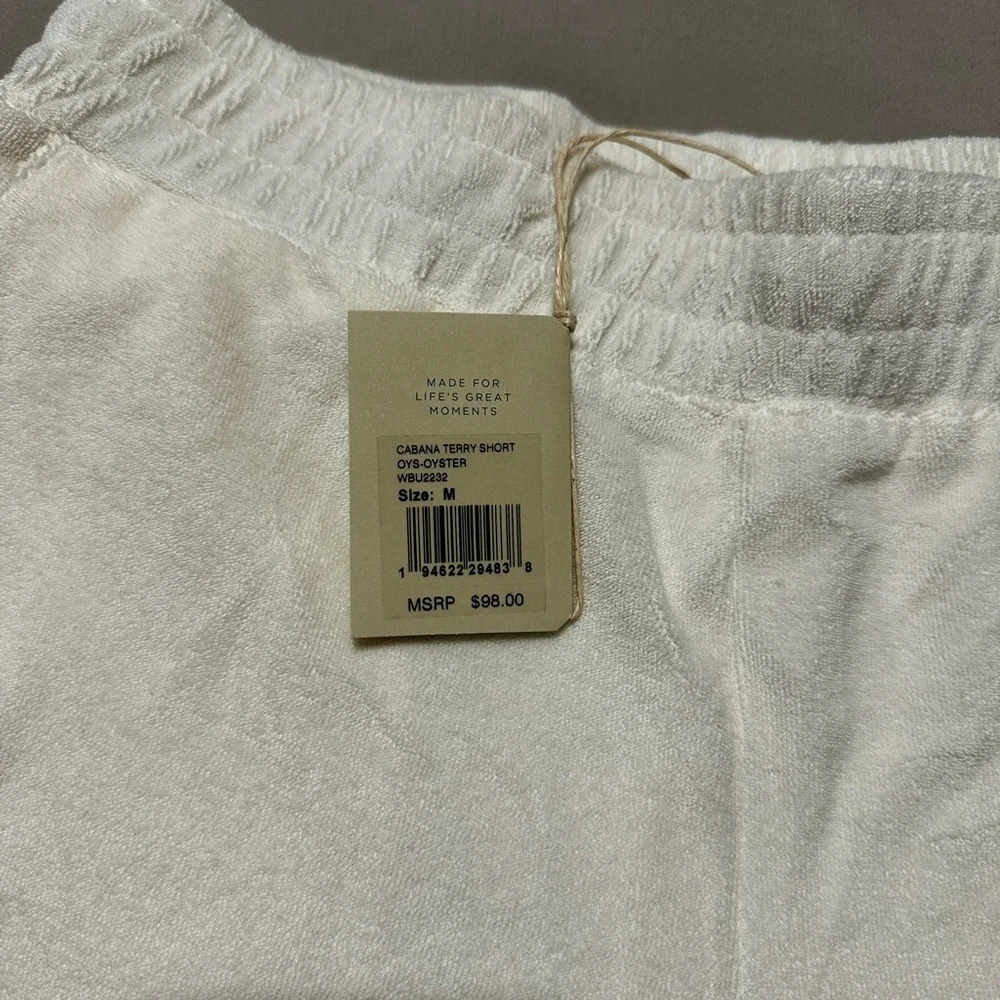 MADE FOR
LIFE'S GREAT
MOMENTS
CABANA TERRY SHORT
OYS-OYSTER
WBU2232
Size: M
1 94622 29483 8
MSRP $98.00